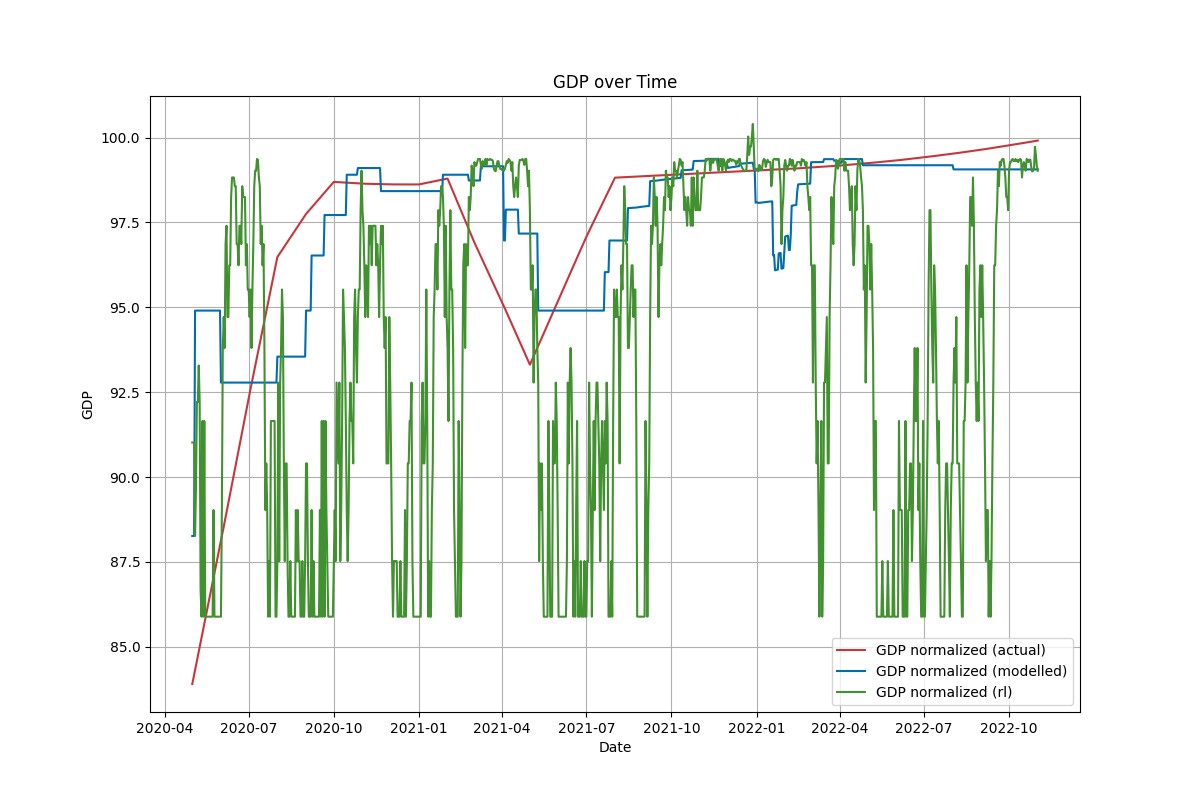 GDP over Time
100.0
97.5
95.0
92.5
90.0
87.5
85.0
GDP
GDP normalized (actual)
GDP normalized (modelled)
GDP normalized (rl)
2020-04 2020-07 2020-10 2021-01 2021-04 2021-07 2021-10 2022-01 2022-04 2022-07 2022-10
Date